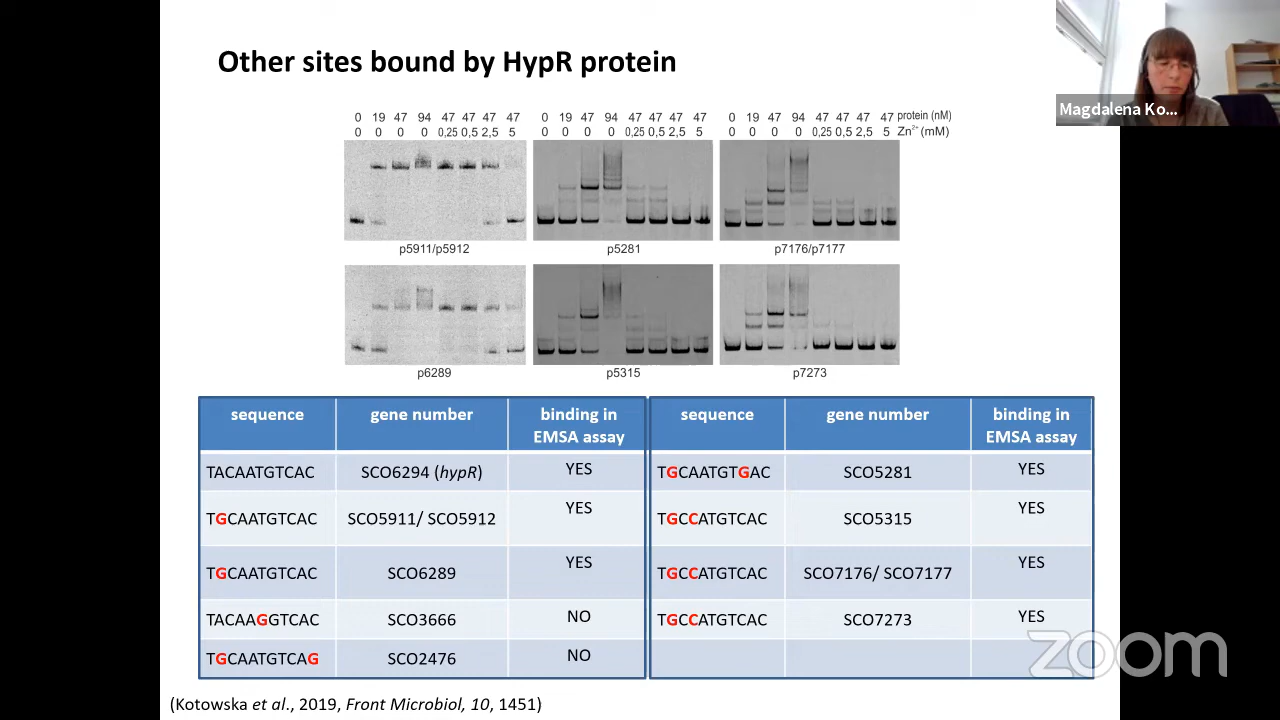 Other sites bound by HypR protein
Magdalena Ko...
0 19 47 94 47 47 47 47
0 0 0 0 0,25 0,5 2,5 5
0 19 47 94 47 47 47 47
0 0 0 0 0,25 0,5 2,5 5
0 19 47 94 47 47 47 47 protein (nM)
0 0 0 0 0,25 0,5 2,5 5 Zn²⁺ (mM)
p5911/p5912
p5281
p7176/p7177
p6289
p5315
p7273
sequence gene number binding in EMSA assay
TACAATGTCAC SCO6294 (hypR) YES
TGCAATGTCAC SCO5911/ SCO5912 YES
TGCAATGTCAC SCO6289 YES
TACAAGGTCAC SCO3666 NO
TGCAATGTCAG SCO2476 NO
sequence gene number binding in EMSA assay
TGCAATGTGAC SCO5281 YES
TGCCATGTCAC SCO5315 YES
TGCCATGTCAC SCO7176/ SCO7177 YES
TGCCATGTCAC SCO7273 YES
zoom
(Kotowska et al., 2019, Front Microbiol, 10, 1451)